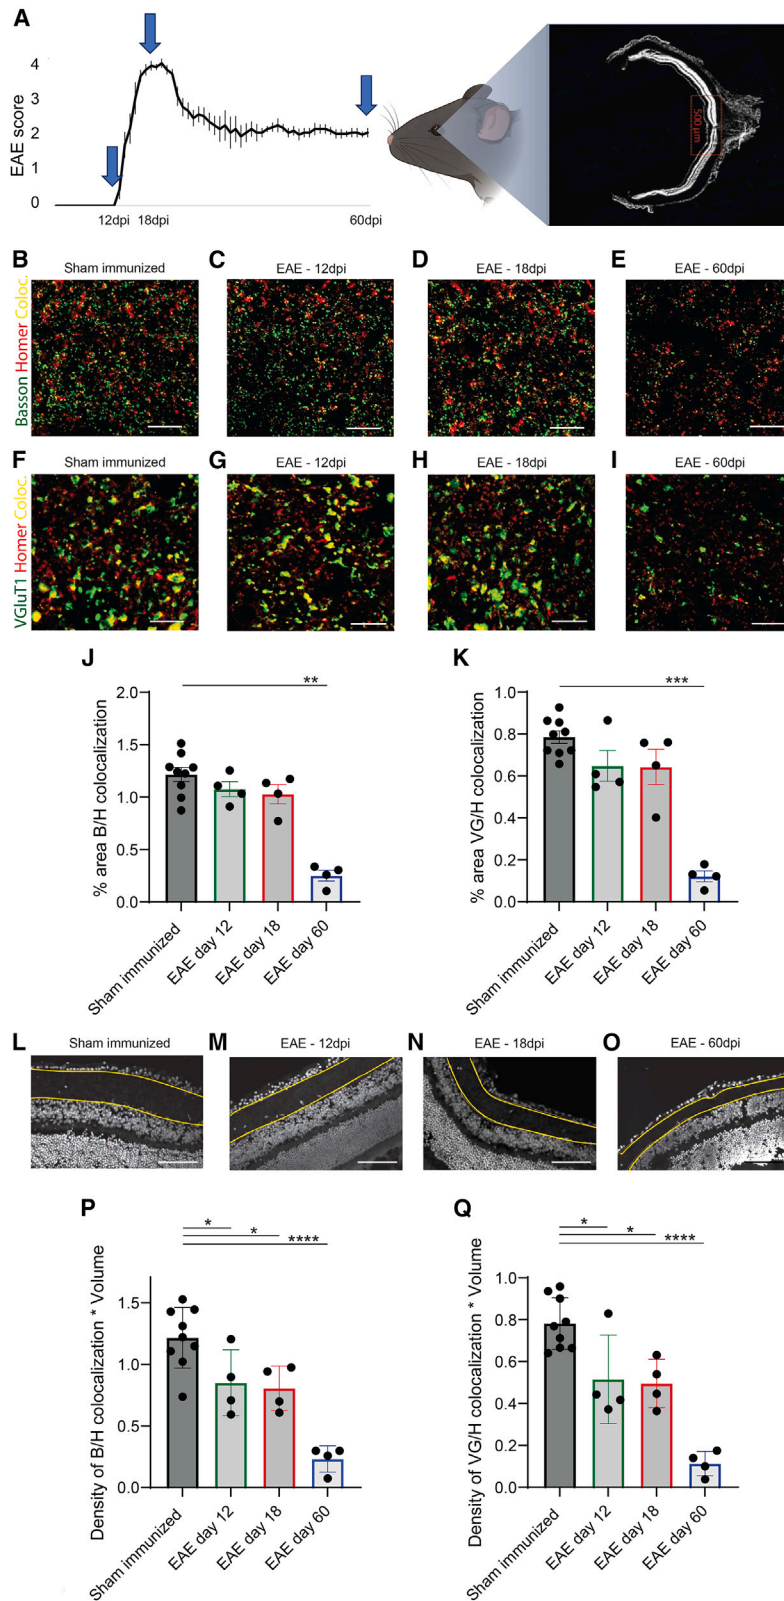 A
EAE score
4
3
2
1
0
12dpi 18dpi 60dpi
500 µm
B Sham immunized C EAE - 12dpi D EAE - 18dpi E EAE - 60dpi
Basson Homer Coloc.
F Sham immunized G EAE - 12dpi H EAE - 18dpi I EAE - 60dpi
VGluT1 Homer Coloc.
J
% area B/H colocalization
2.0
1.5
1.0
0.5
0.0
**
Sham immunized
EAE day 12
EAE day 18
EAE day 60
K
% area VG/H colocalization
1.0
0.8
0.6
0.4
0.2
0.0
***
Sham immunized
EAE day 12
EAE day 18
EAE day 60
L Sham immunized M EAE - 12dpi N EAE - 18dpi O EAE - 60dpi
P
Density of B/H colocalization * Volume
1.5
1.0
0.5
0.0
*
*
****
Sham immunized
EAE day 12
EAE day 18
EAE day 60
Q
Density of VG/H colocalization * Volume
1.0
0.8
0.6
0.4
0.2
0.0
*
*
****
Sham immunized
EAE day 12
EAE day 18
EAE day 60